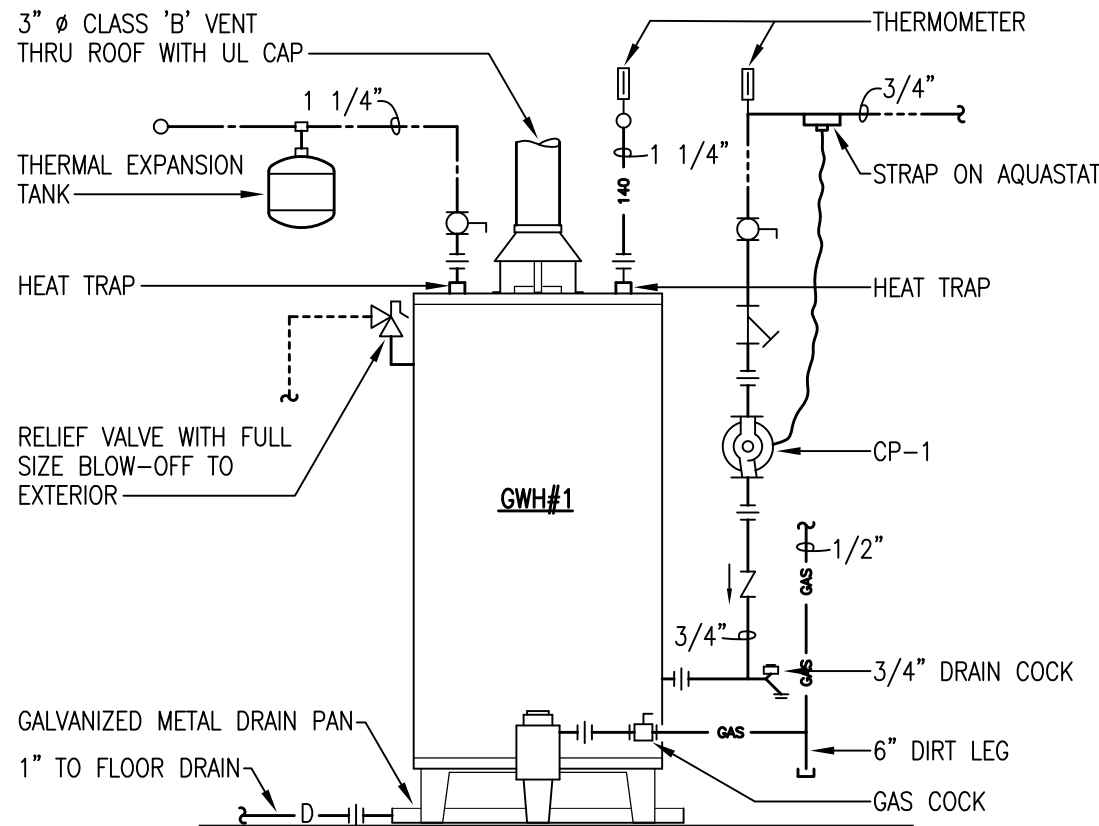 3” ø CLASS 'B' VENT
THRU ROOF WITH UL CAP
THERMOMETER
1 1/4”
3/4”
THERMAL EXPANSION
TANK
1 1/4”
140
STRAP ON AQUASTAT
HEAT TRAP
HEAT TRAP
RELIEF VALVE WITH FULL
SIZE BLOW-OFF TO
EXTERIOR
CP-1
GWH#1
1/2”
GAS
3/4”
GAS
3/4” DRAIN COCK
GALVANIZED METAL DRAIN PAN
GAS
6” DIRT LEG
1” TO FLOOR DRAIN
GAS COCK
D